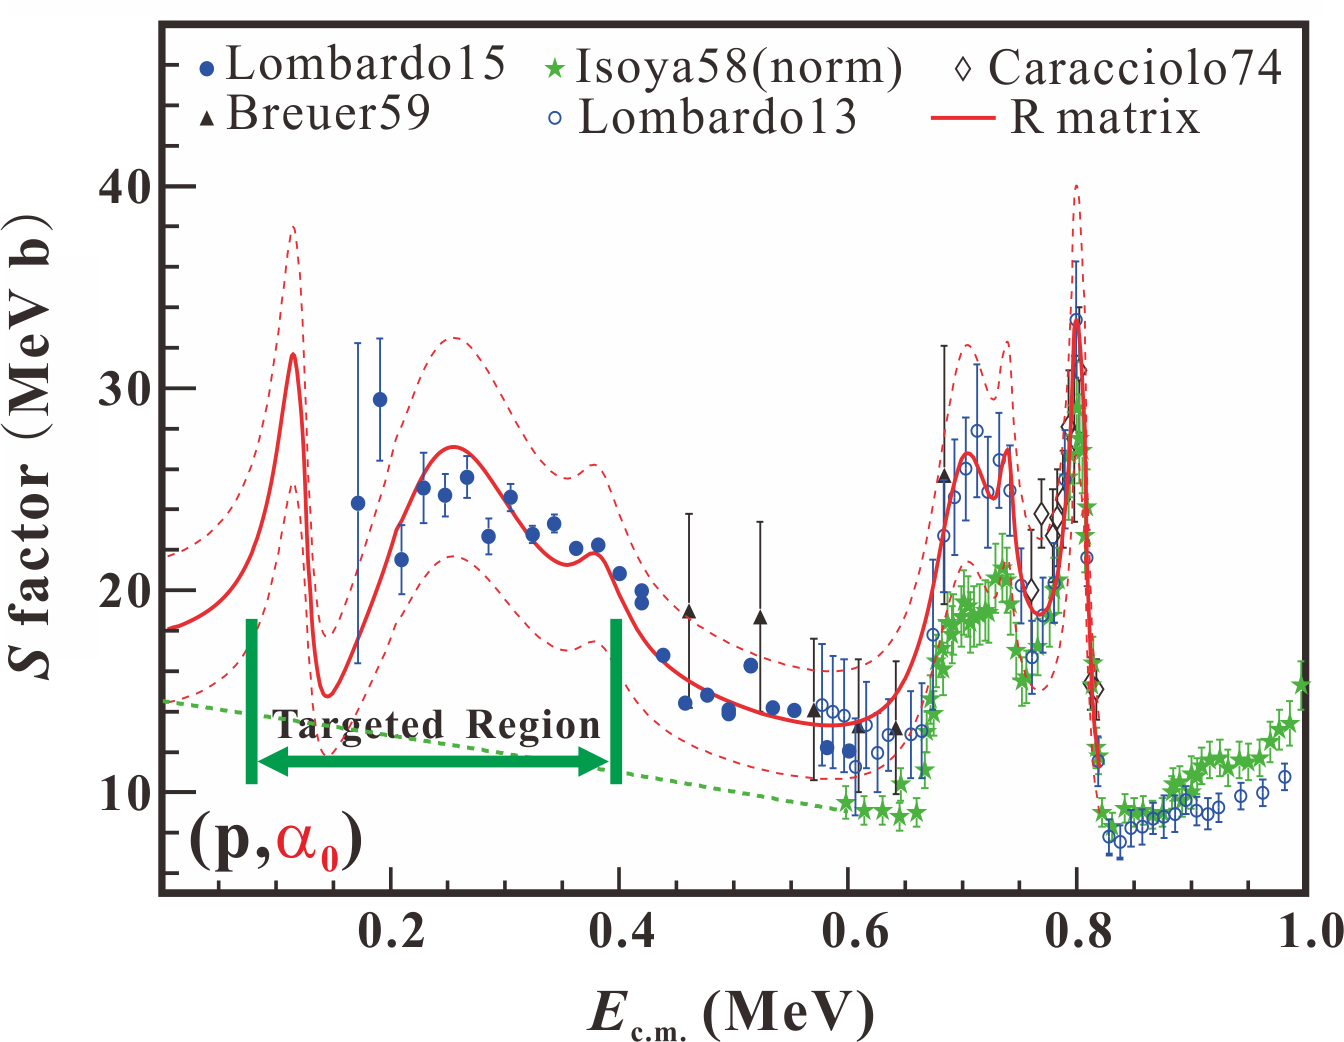 Lombardo15 Isoya58(norm) Caracciolo74
Breuer59 Lombardo13 R matrix
40
30
20
10
S factor (MeV b)
Targeted Region
(p,α₀)
0.2 0.4 0.6 0.8 1.0
E c.m. (MeV)